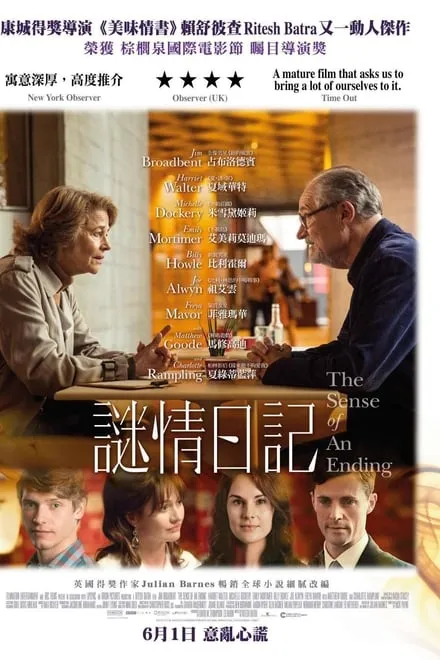 康城得獎導演《美味情書》賴舒彼查Ritesh Batra又一動人傑作
榮獲 棕櫚泉國際電影節 矚目導演獎
寓意深厚，高度推介
New York Observer
★★★★
Observer (UK)
A mature film that asks us to
bring a lot of ourselves to it.
Time Out
Jim
Broadbent 占布洛德賓
Harriet
Walter 夏域華特
Michelle
Dockery 米雪黛姬莉
Emily
Mortimer 艾美莉莫迪瑪
Billy
Howle 比利霍爾
Joe
Alwyn 祖艾雲
Freya
Mavor 菲雅瑪華
Matthew
Goode 馬修高迪
and Charlotte
Rampling 夏綠蒂藍萍
The
Sense
of
An
Ending
謎情日記
英國得獎作家Julian Barnes暢銷全球小說細膩改編
6月1日 意亂心謊